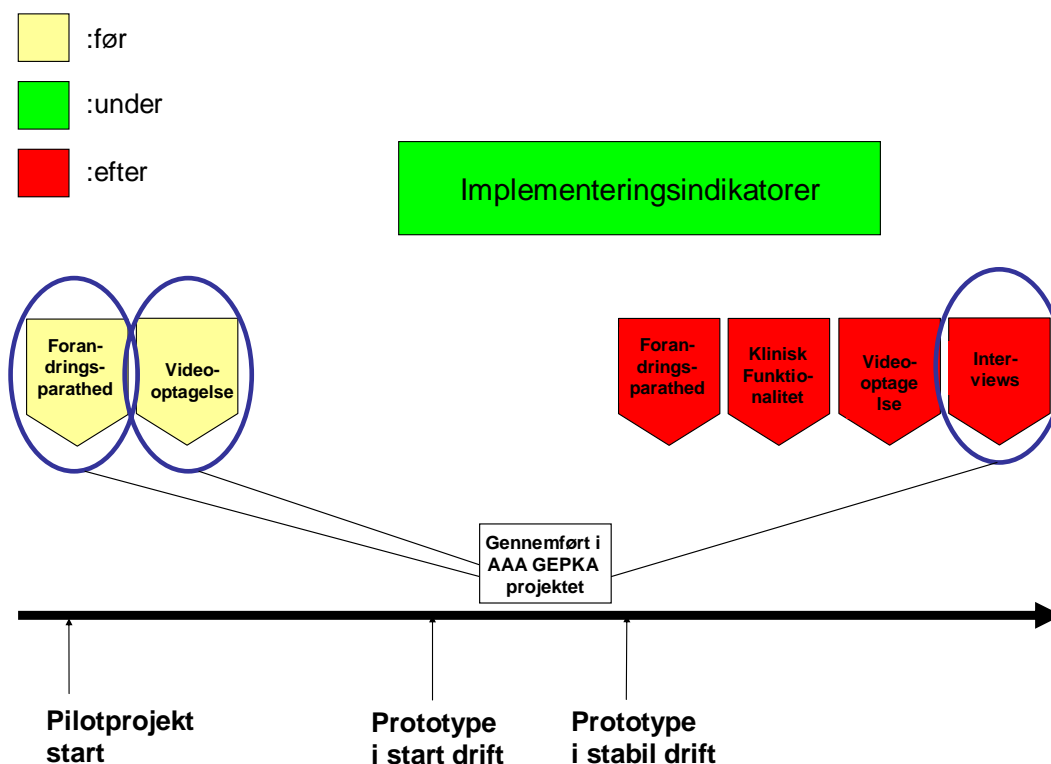 :før
:under
:efter
Implementeringsindikatorer
Foran-
drings-
parathed
Video-
optagelse
Foran-
drings-
parathed
Klinisk
Funktio-
nalitet
Video-
optage
lse
Inter-
views
Gennemført i
AAA GEPKA
projektet
Pilotprojekt
start
Prototype
i start drift
Prototype
i stabil drift